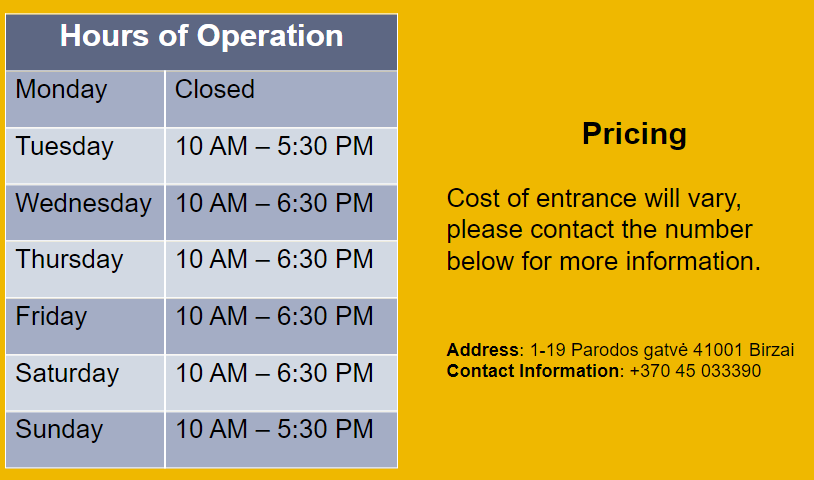 Hours of Operation
Monday Closed
Tuesday 10 AM – 5:30 PM
Wednesday 10 AM – 6:30 PM
Thursday 10 AM – 6:30 PM
Friday 10 AM – 6:30 PM
Saturday 10 AM – 6:30 PM
Sunday 10 AM – 5:30 PM
Pricing
Cost of entrance will vary,
please contact the number
below for more information.
Address: 1-19 Parodos gatvė 41001 Birzai
Contact Information: +370 45 033390